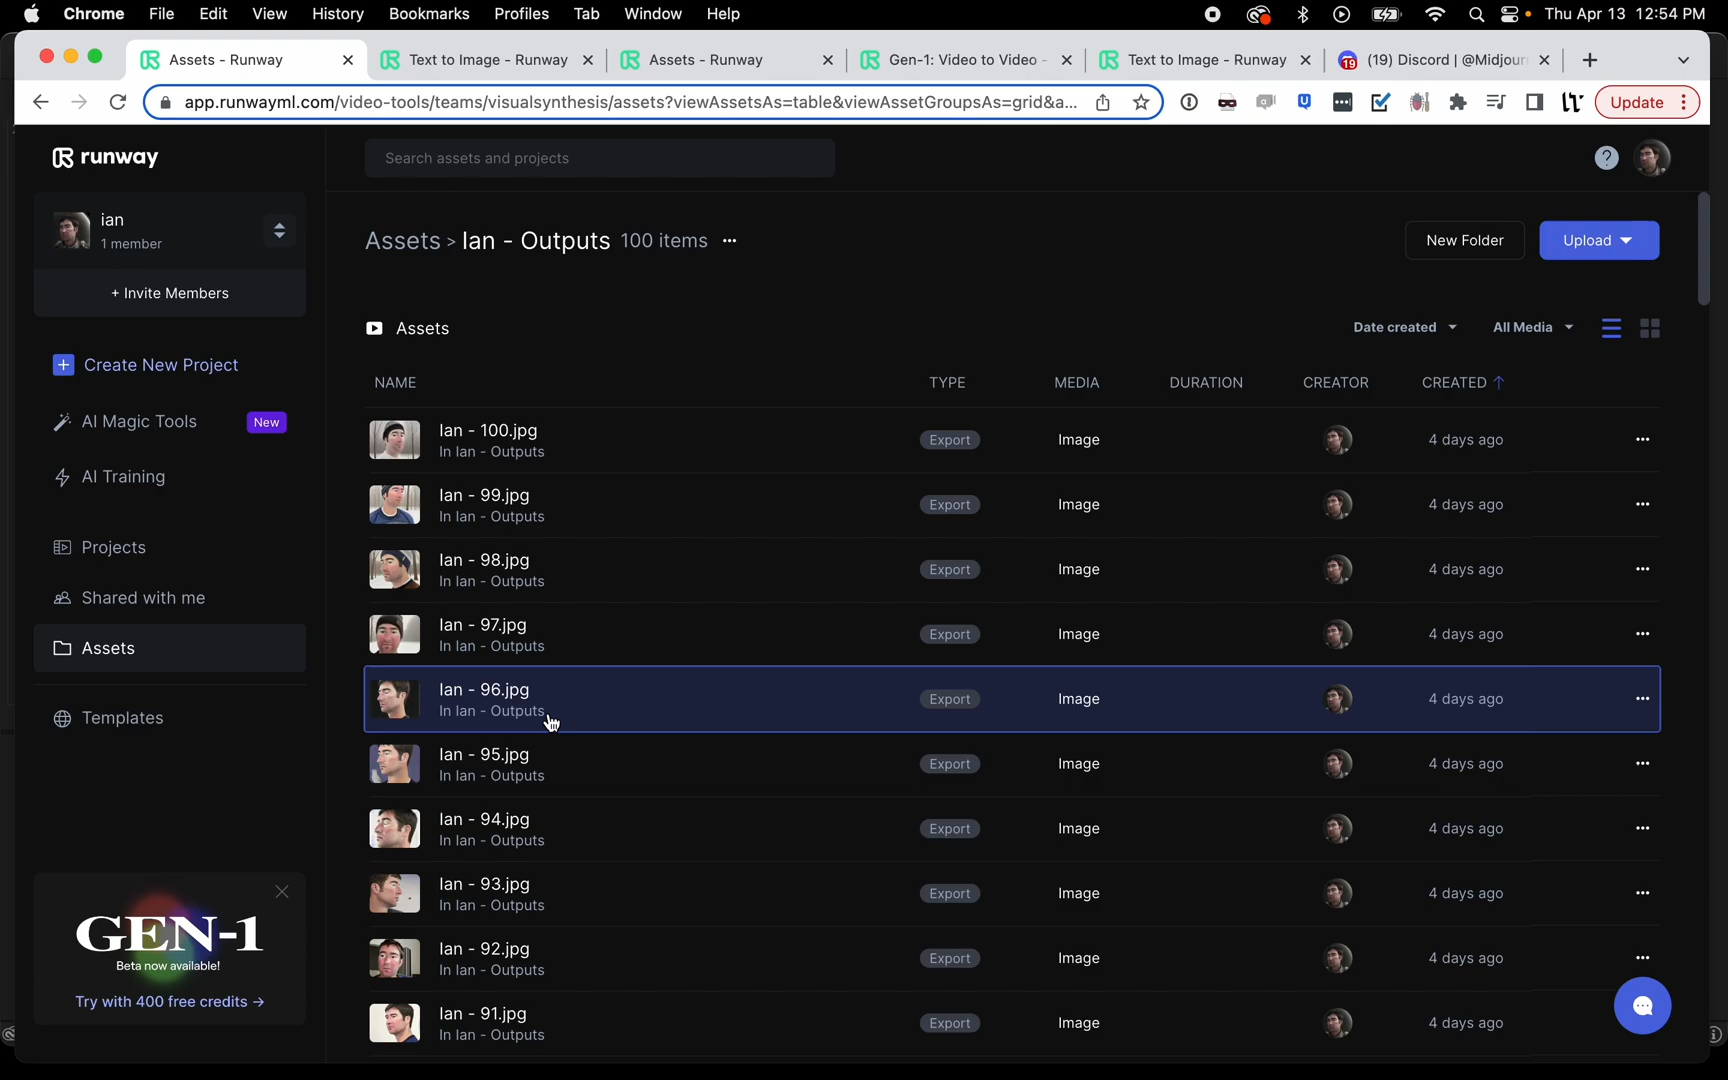 Chrome File Edit View History Bookmarks Profiles Tab Window Help Thu Apr 13 12:54 PM
Assets - Runway Text to Image - Runway Assets - Runway Gen-1: Video to Video - Text to Image - Runway 19 (19) Discord | @Midjour
app.runwayml.com/video-tools/teams/visualsynthesis/assets?viewAssetsAs=table&viewAssetGroupsAs=grid&a... Update
runway
Search assets and projects
ian
1 member
+ Invite Members
Create New Project
AI Magic Tools New
AI Training
Projects
Shared with me
Assets
Templates
GEN-1
Beta now available!
Try with 400 free credits →
Assets > Ian - Outputs 100 items ...
New Folder
Upload
Assets
Date created
All Media
NAME TYPE MEDIA DURATION CREATOR CREATED ↑
Ian - 100.jpg
In Ian - Outputs
Export Image 4 days ago
Ian - 99.jpg
In Ian - Outputs
Export Image 4 days ago
Ian - 98.jpg
In Ian - Outputs
Export Image 4 days ago
Ian - 97.jpg
In Ian - Outputs
Export Image 4 days ago
Ian - 96.jpg
In Ian - Outputs
Export Image 4 days ago
Ian - 95.jpg
In Ian - Outputs
Export Image 4 days ago
Ian - 94.jpg
In Ian - Outputs
Export Image 4 days ago
Ian - 93.jpg
In Ian - Outputs
Export Image 4 days ago
Ian - 92.jpg
In Ian - Outputs
Export Image 4 days ago
Ian - 91.jpg
In Ian - Outputs
Export Image 4 days ago